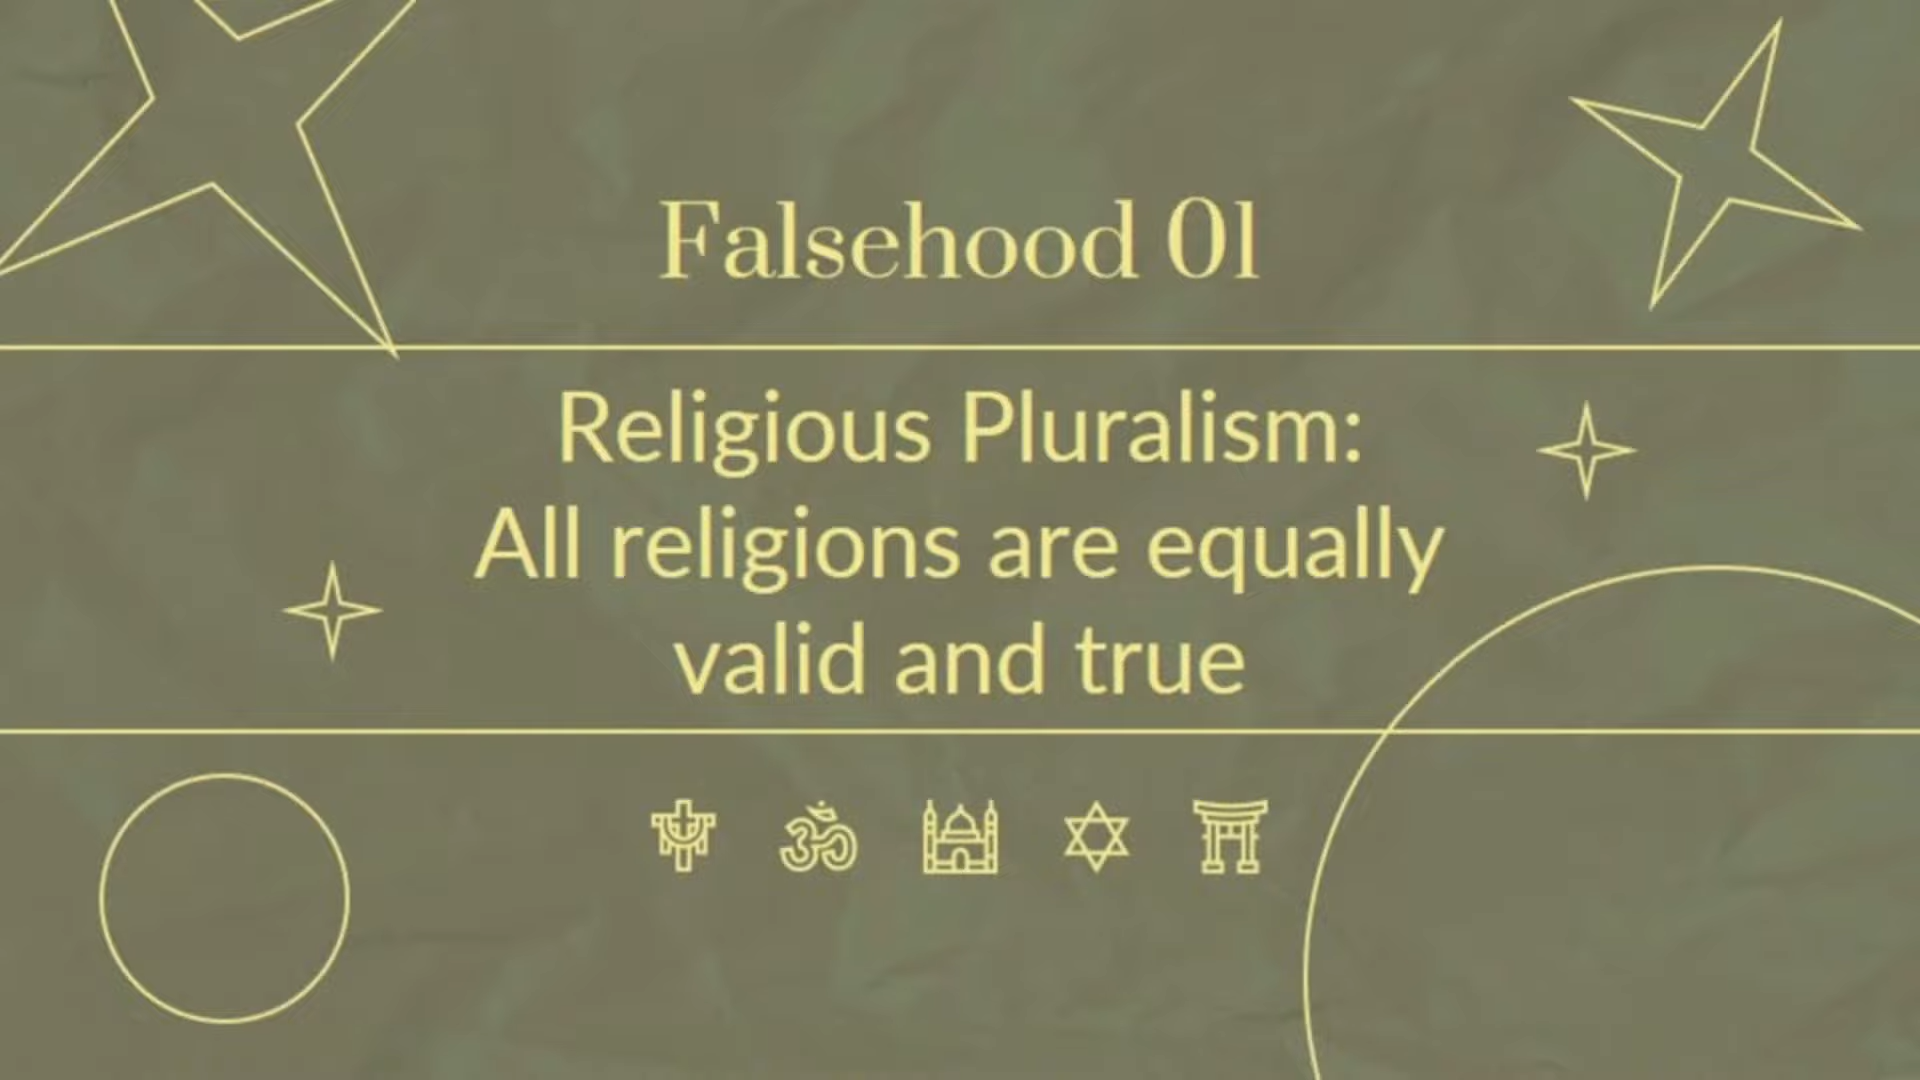 Falsehood 01
Religious Pluralism:
All religions are equally
valid and true